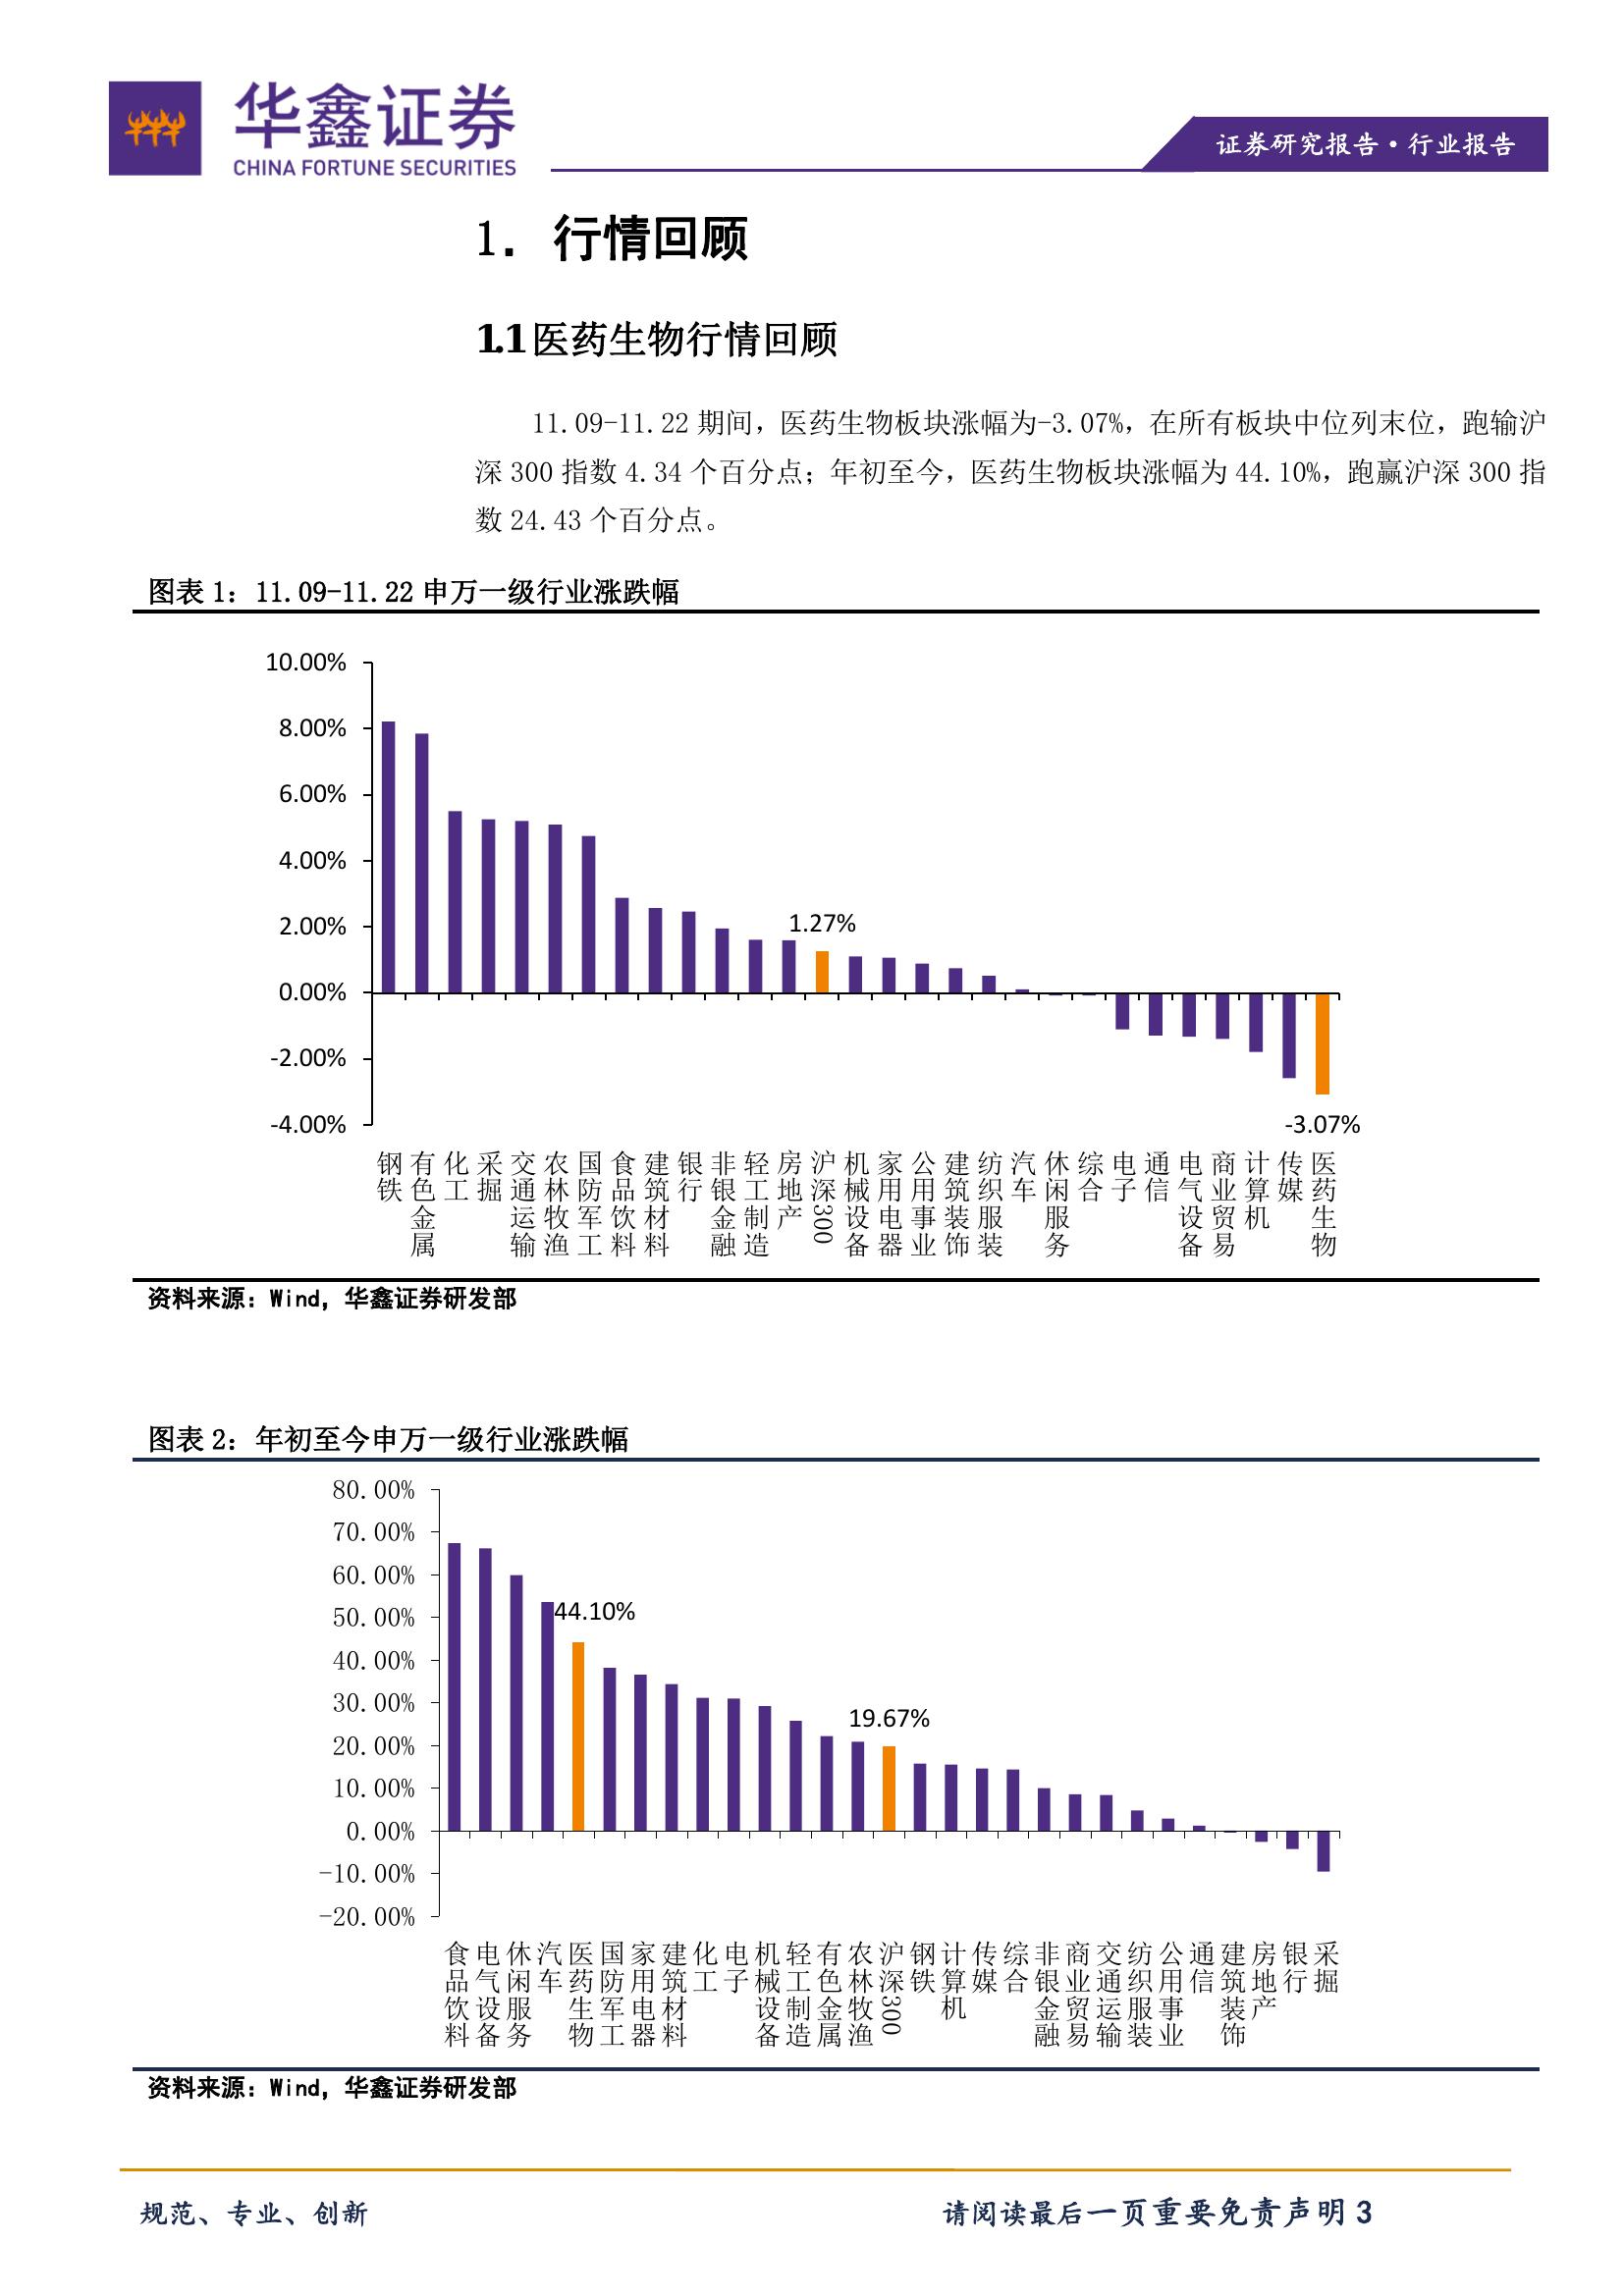 华鑫证券
CHINA FORTUNE SECURITIES
证券研究报告·行业报告
1. 行情回顾
1.1医药生物行情回顾
11.09-11.22 期间，医药生物板块涨幅为-3.07%，在所有板块中位列末位，跑输沪
深 300 指数 4.34 个百分点；年初至今，医药生物板块涨幅为 44.10%，跑赢沪深 300 指
数 24.43 个百分点。
图表 1：11.09-11.22 申万一级行业涨跌幅
10.00%
8.00%
6.00%
4.00%
2.00%
0.00%
-2.00%
-4.00%
1.27%
-3.07%
钢铁
有色金属
化工
采掘
交通运输
农林牧渔
国防军工
食品饮料
建筑材料
银行
非银金融
轻工制造
房地产
沪深300
机械设备
家用电器
公用事业
建筑装饰
纺织服装
汽车
休闲服务
综合
电子
通信
电气设备
商业贸易
计算机
传媒
医药生物
资料来源：Wind，华鑫证券研发部
图表 2：年初至今申万一级行业涨跌幅
80.00%
70.00%
60.00%
50.00%
40.00%
30.00%
20.00%
10.00%
0.00%
-10.00%
-20.00%
44.10%
19.67%
食品饮料
电气设备
休闲服务
汽车
医药生物
国防军工
家用电器
建筑材料
化工
电子
机械设备
轻工制造
有色金属
农林牧渔
沪深300
钢铁
计算机
传媒
综合
非银金融
商业贸易
交通运输
纺织服装
公用事业
通信
建筑装饰
房地产
银行
采掘
资料来源：Wind，华鑫证券研发部
规范、专业、创新
请阅读最后一页重要免责声明 3